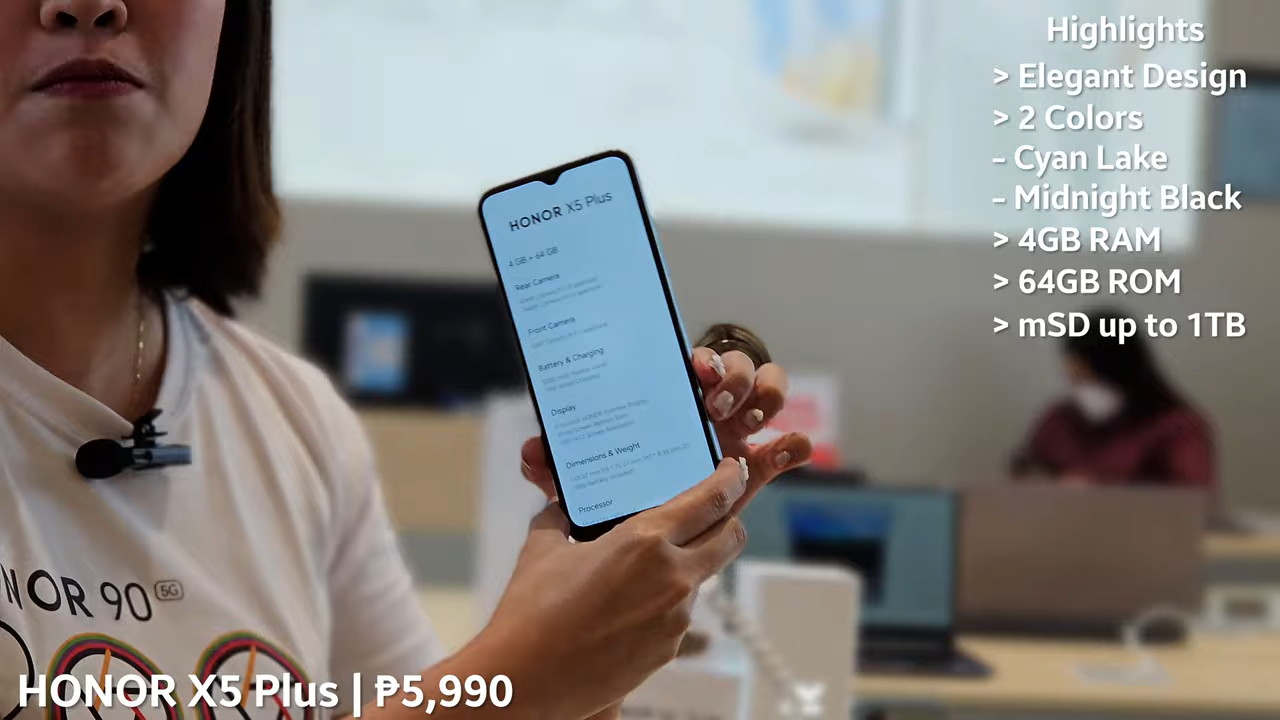 Highlights
> Elegant Design
> 2 Colors
- Cyan Lake
- Midnight Black
> 4GB RAM
> 64GB ROM
> mSD up to 1TB
HONOR X5 Plus
4 GB + 64 GB
Rear Camera
Front Camera
Battery & Charging
Display
Dimensions & Weight
Processor
NOR 90 5G
HONOR X5 Plus | ₱5,990